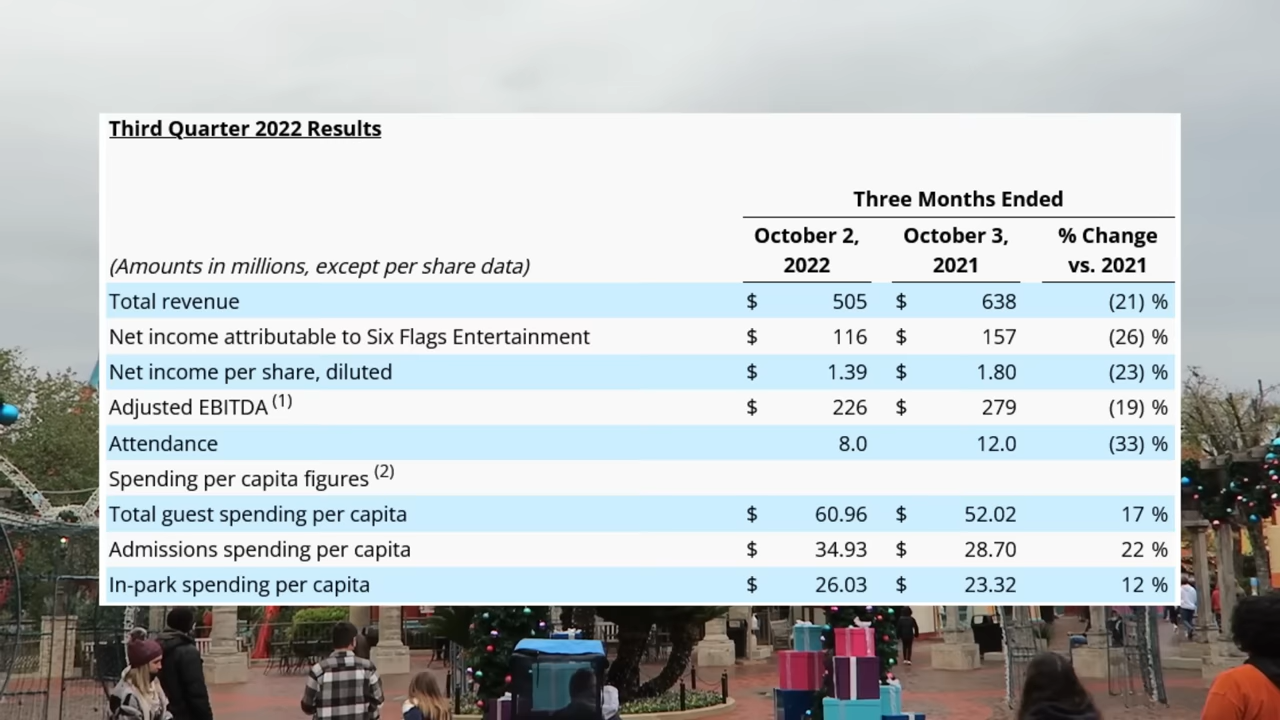 Third Quarter 2022 Results
Three Months Ended
October 2, October 3, % Change
(Amounts in millions, except per share data) 2022 2021 vs. 2021
Total revenue $ 505 $ 638 (21) %
Net income attributable to Six Flags Entertainment $ 116 $ 157 (26) %
Net income per share, diluted $ 1.39 $ 1.80 (23) %
Adjusted EBITDA (1) $ 226 $ 279 (19) %
Attendance 8.0 12.0 (33) %
Spending per capita figures (2)
Total guest spending per capita $ 60.96 $ 52.02 17 %
Admissions spending per capita $ 34.93 $ 28.70 22 %
In-park spending per capita $ 26.03 $ 23.32 12 %